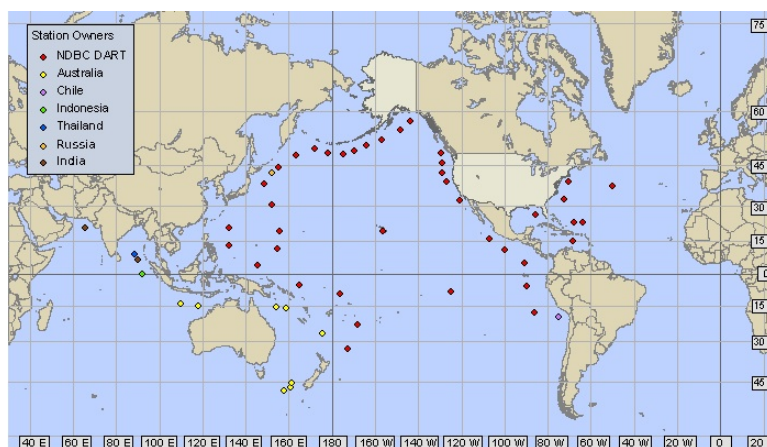 Station Owners
NDBC DART
Australia
Chile
Indonesia
Thailand
Russia
India
75
60
45
30
15
0
15
30
45
40 E 60 E 80 E 100 E 120 E 140 E 160 E 180 160 W 140 W 120 W 100 W 80 W 60 W 40 W 20 W 0